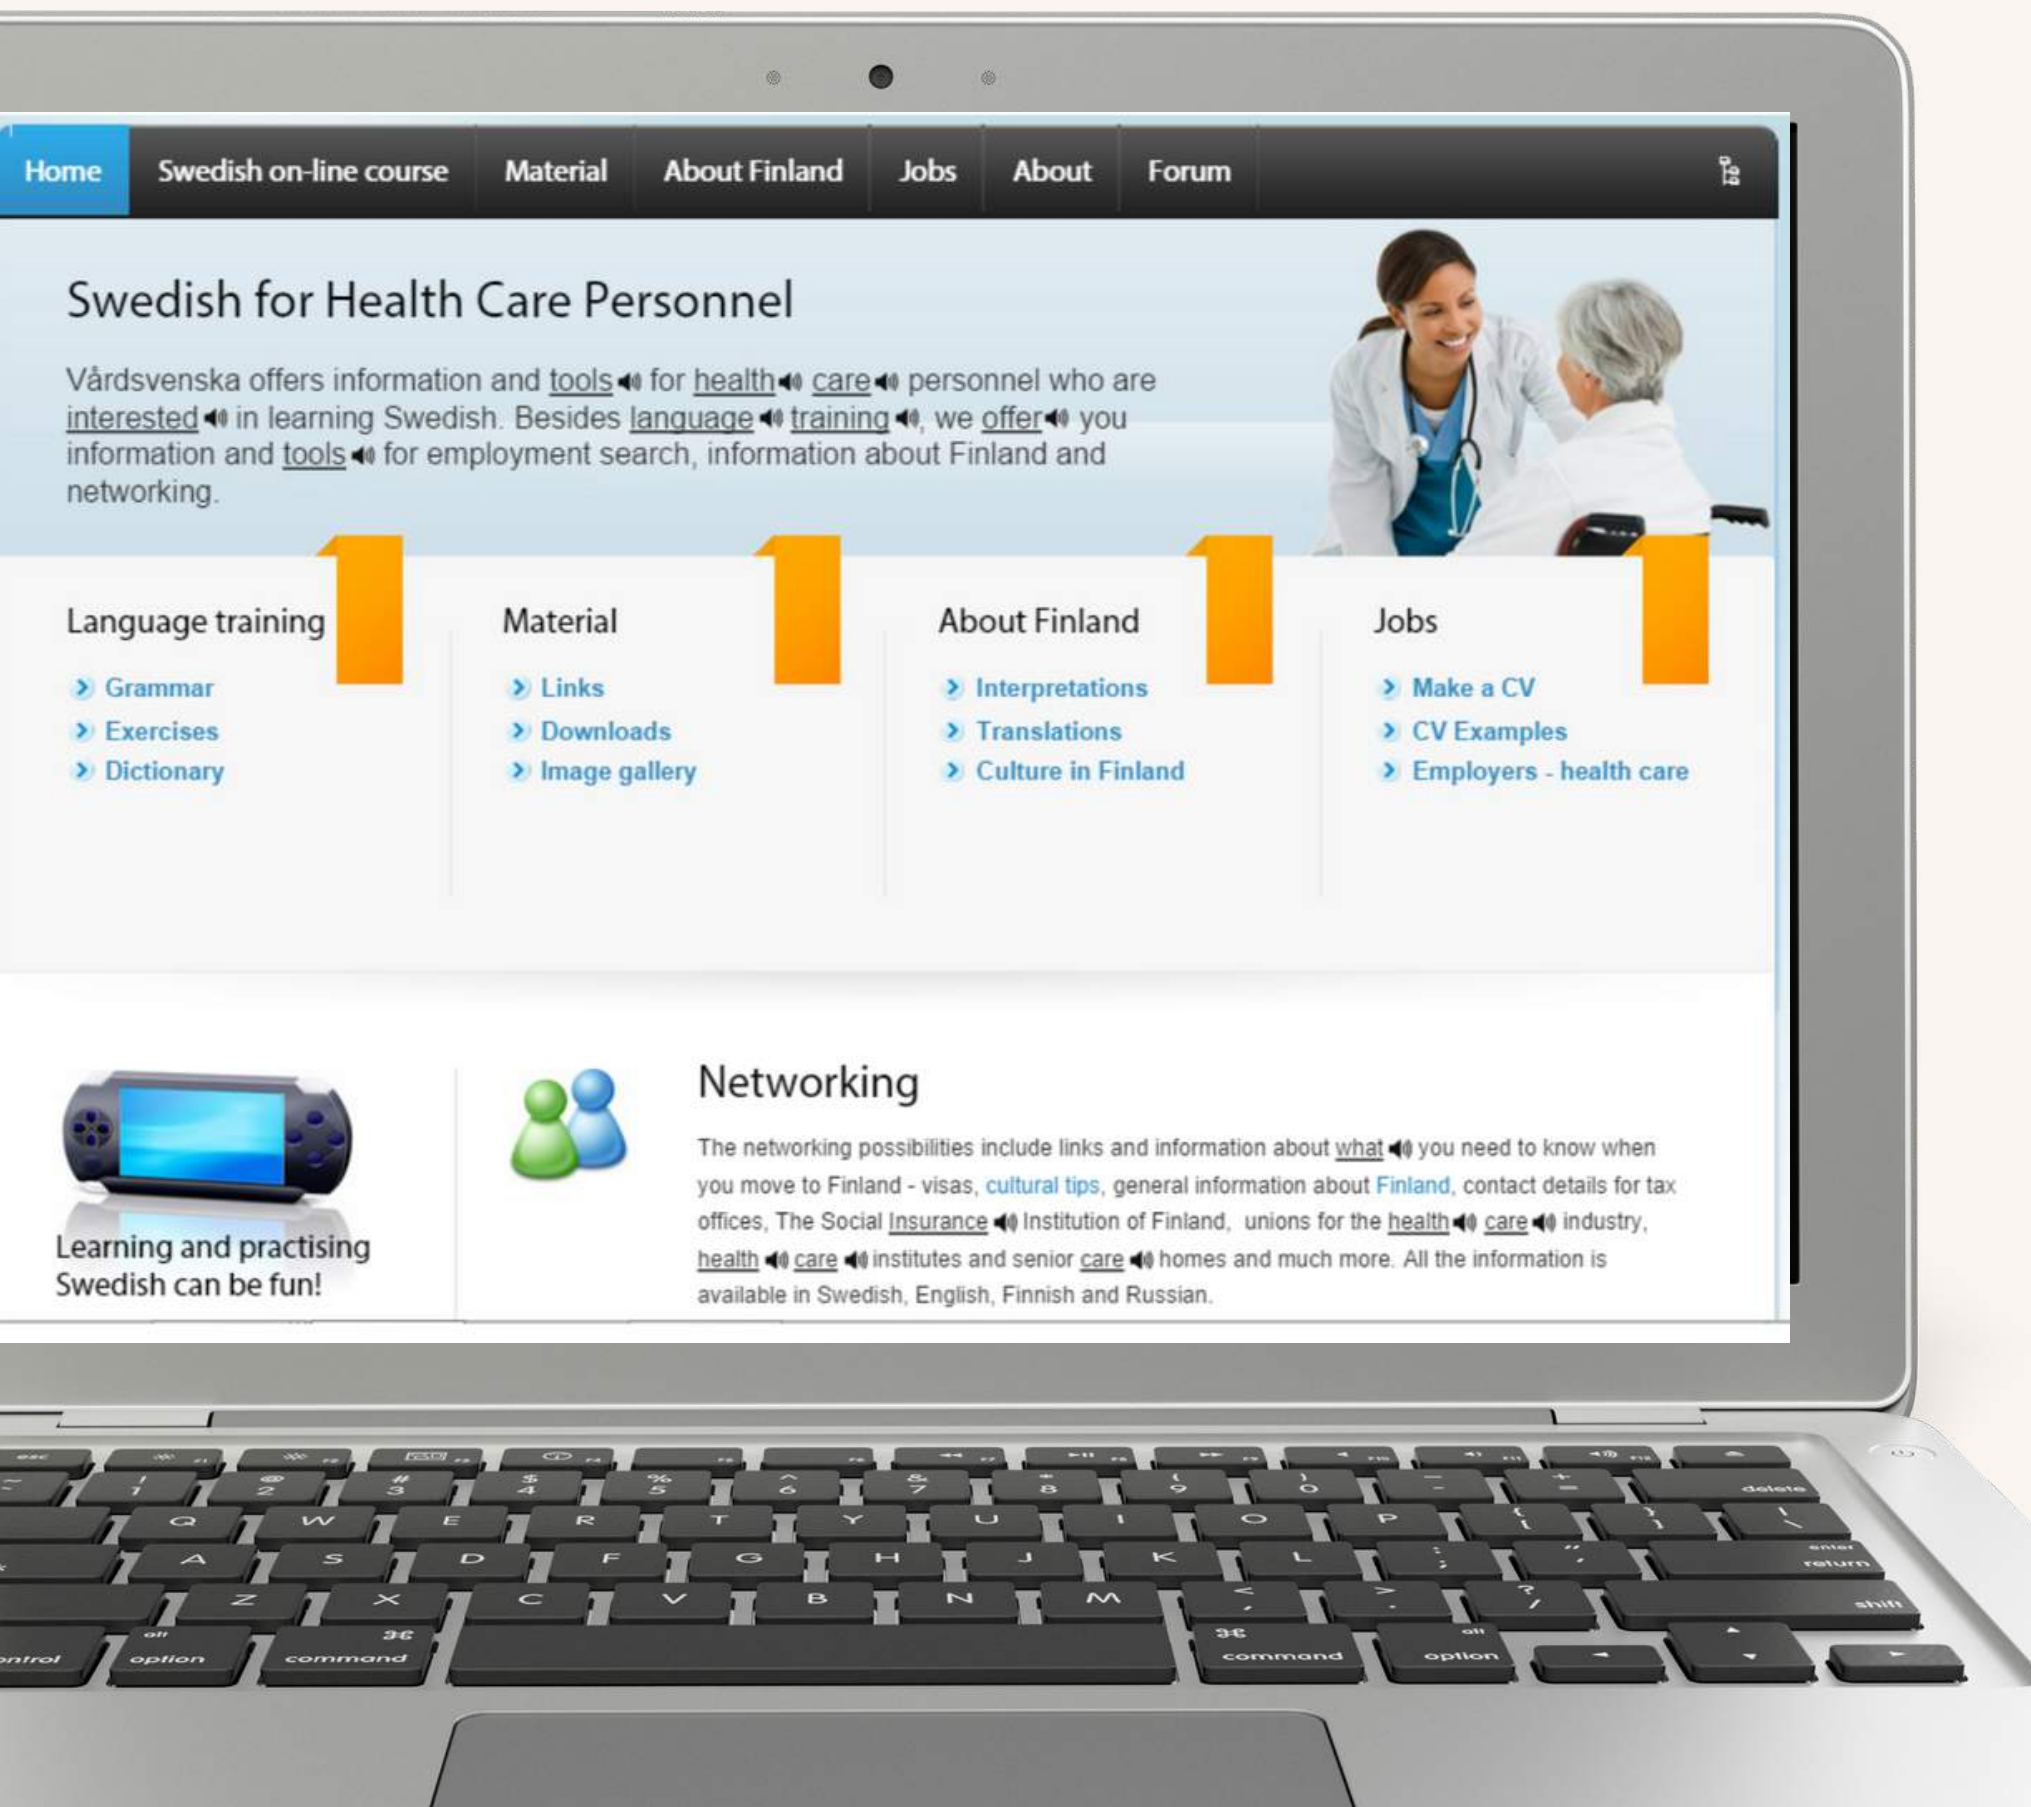 Home Swedish on-line course Material About Finland Jobs About Forum
Swedish for Health Care Personnel
Vårdsvenska offers information and tools for health care personnel who are
interested in learning Swedish. Besides language training, we offer you
information and tools for employment search, information about Finland and
networking.
Language training
Grammar
Exercises
Dictionary
Material
Links
Downloads
Image gallery
About Finland
Interpretations
Translations
Culture in Finland
Jobs
Make a CV
CV Examples
Employers - health care
Learning and practising
Swedish can be fun!
Networking
The networking possibilities include links and information about what you need to know when
you move to Finland - visas, cultural tips, general information about Finland, contact details for tax
offices, The Social Insurance Institution of Finland, unions for the health care industry,
health care institutes and senior care homes and much more. All the information is
available in Swedish, English, Finnish and Russian.
esc
~ ! 1 @ 2 # 3 $ 4 % 5 ^ 6 & 7 * 8 ( 9 ) 0 _ - + = delete
Q W E R T Y U I O P { [ } ] | \
A S D F G H J K L : ; " ' enter return
Z X C V B N M < , > . ? / shift
ontrol alt option ⌘ command ⌘ command alt option